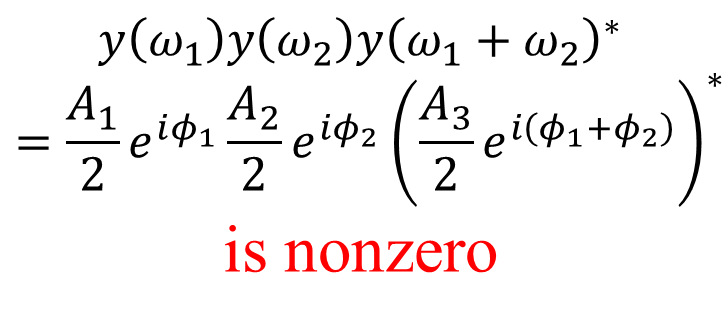 y(ω₁)y(ω₂)y(ω₁ + ω₂)*
= A₁/2 e^{iϕ₁} A₂/2 e^{iϕ₂} (A₃/2 e^{i(ϕ₁+ϕ₂)})*
is nonzero